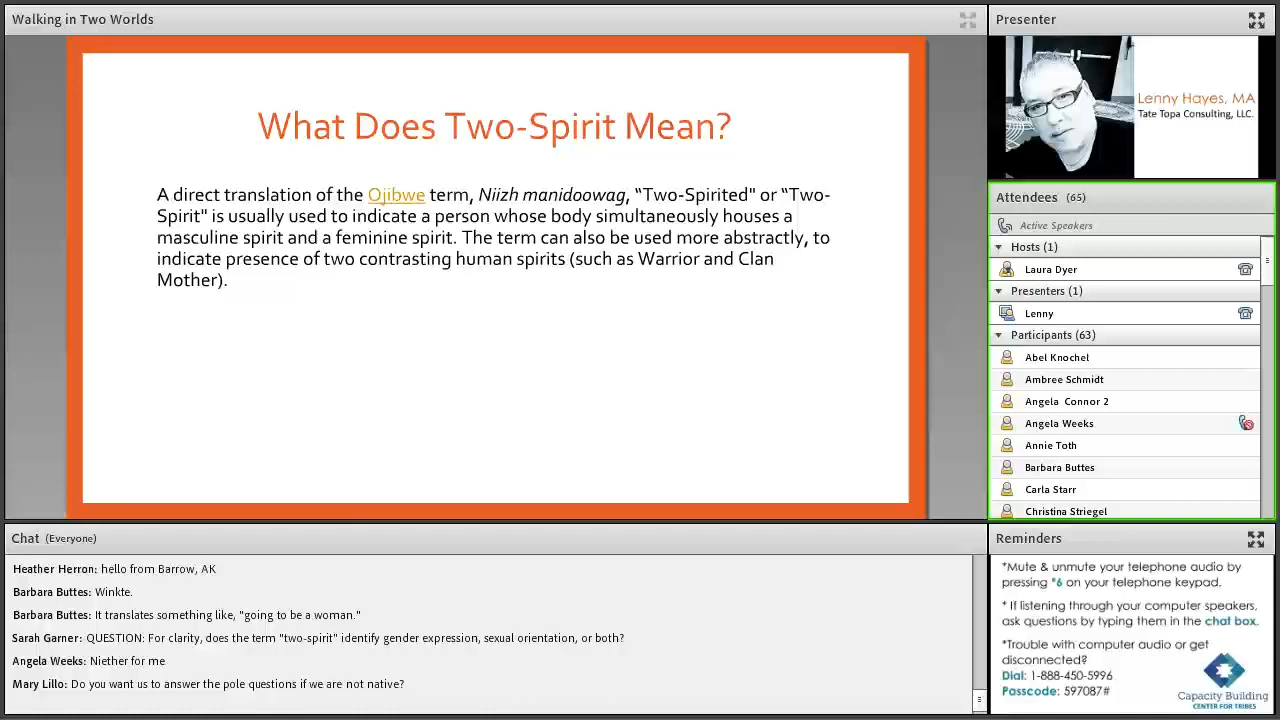 Walking in Two Worlds
What Does Two-Spirit Mean?
A direct translation of the Ojibwe term, Niizh manidoowag, “Two-Spirited" or “Two-
Spirit" is usually used to indicate a person whose body simultaneously houses a
masculine spirit and a feminine spirit. The term can also be used more abstractly, to
indicate presence of two contrasting human spirits (such as Warrior and Clan
Mother).
Presenter
Lenny Hayes, MA
Tate Topa Consulting, LLC.
Attendees (65)
Active Speakers
Hosts (1)
Laura Dyer
Presenters (1)
Lenny
Participants (63)
Abel Knochel
Ambree Schmidt
Angela Connor 2
Angela Weeks
Annie Toth
Barbara Buttes
Carla Starr
Christina Striegel
Chat (Everyone)
Heather Herron: hello from Barrow, AK
Barbara Buttes: Winkte.
Barbara Buttes: It translates something like, "going to be a woman."
Sarah Garner: QUESTION: For clarity, does the term "two-spirit" identify gender expression, sexual orientation, or both?
Angela Weeks: Niether for me
Mary Lillo: Do you want us to answer the pole questions if we are not native?
Reminders
*Mute & unmute your telephone audio by
pressing *6 on your telephone keypad.
* If listening through your computer speakers,
ask questions by typing them in the chat box.
*Trouble with computer audio or get
disconnected?
Dial: 1-888-450-5996
Passcode: 597087#
Capacity Building
CENTER FOR TRIBES